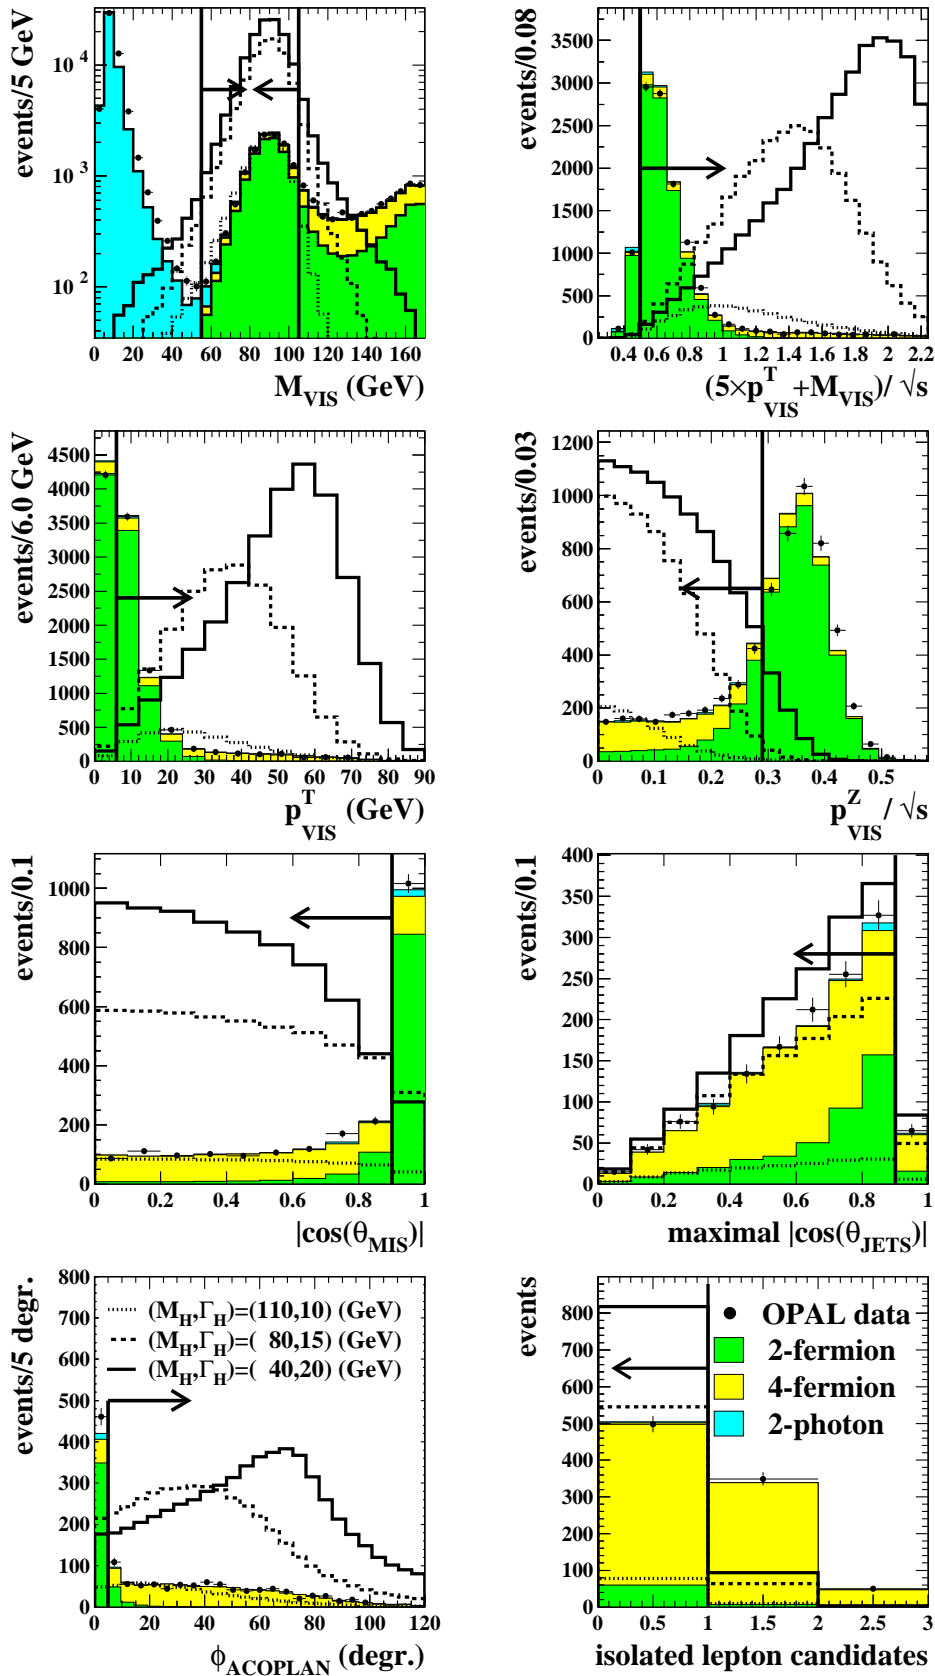 events/5 GeV
10^4
10^3
10^2
0 20 40 60 80 100 120 140 160
M_VIS (GeV)
events/0.08
3500
3000
2500
2000
1500
1000
500
0
0.4 0.6 0.8 1 1.2 1.4 1.6 1.8 2 2.2
(5×p^T_VIS+M_VIS)/ √s
events/6.0 GeV
4500
4000
3500
3000
2500
2000
1500
1000
500
0
0 10 20 30 40 50 60 70 80 90
p^T_VIS (GeV)
events/0.03
1200
1000
800
600
400
200
0
0 0.1 0.2 0.3 0.4 0.5
p^Z_VIS / √s
events/0.1
1000
800
600
400
200
0
0 0.2 0.4 0.6 0.8 1
|cos(θ_MIS)|
events/0.1
400
350
300
250
200
150
100
50
0
0 0.2 0.4 0.6 0.8 1
maximal |cos(θ_JETS)|
events/5 degr.
800
700
600
500
400
300
200
100
0
(M_H,Γ_H)=(110,10) (GeV)
(M_H,Γ_H)=( 80,15) (GeV)
(M_H,Γ_H)=( 40,20) (GeV)
0 20 40 60 80 100 120
ϕ_ACOPLAN (degr.)
events
800
700
600
500
400
300
200
100
0
OPAL data
2-fermion
4-fermion
2-photon
0 0.5 1 1.5 2 2.5 3
isolated lepton candidates